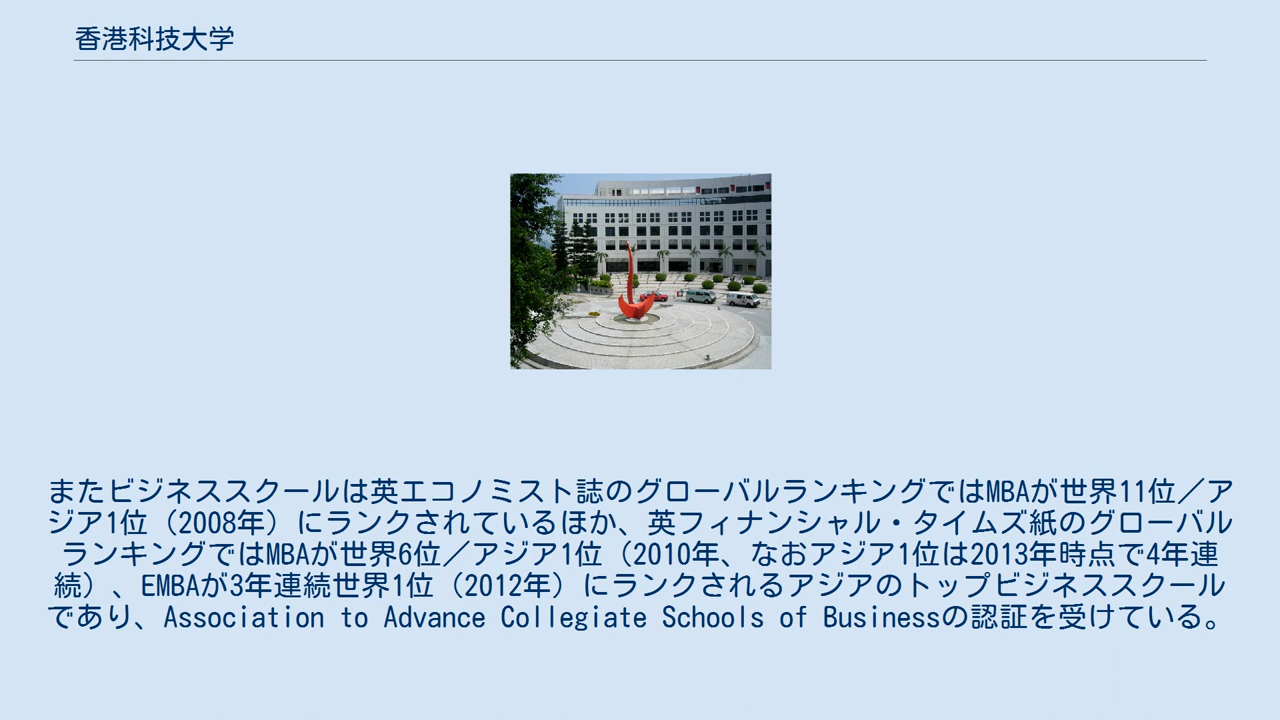 香港科技大学
またビジネススクールは英エコノミスト誌のグローバルランキングではMBAが世界11位／ア
ジア1位（2008年）にランクされているほか、英フィナンシャル・タイムズ紙のグローバル
ランキングではMBAが世界6位／アジア1位（2010年、なおアジア1位は2013年時点で4年連
続）、EMBAが3年連続世界1位（2012年）にランクされるアジアのトップビジネススクール
であり、Association to Advance Collegiate Schools of Businessの認証を受けている。